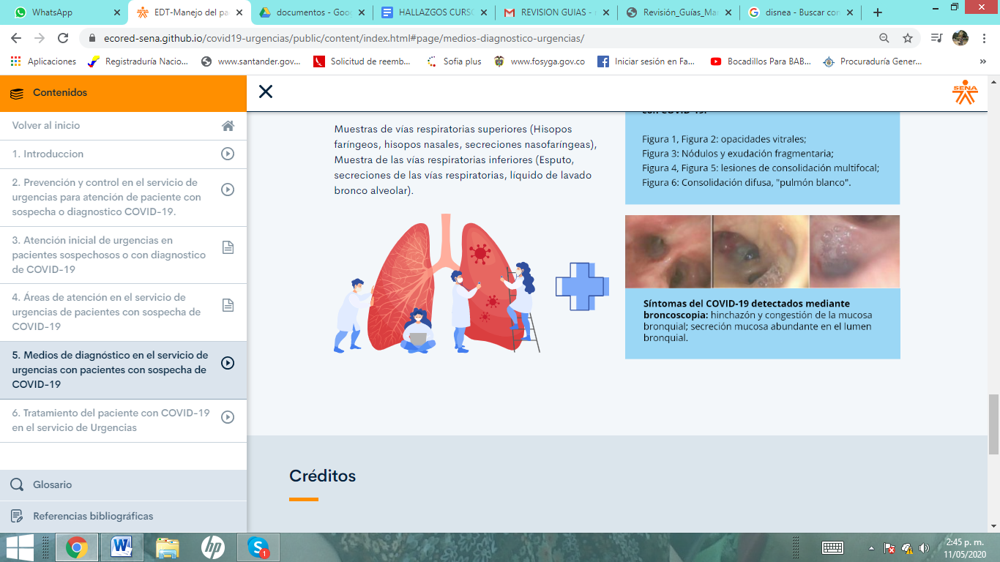 WhatsApp
EDT-Manejo del pa
documentos - Goo
HALLAZGOS CURSO
REVISION GUIAS -
Revisión_Guías_Ma
disnea - Buscar con
ecored-sena.github.io/covid19-urgencias/public/content/index.html#page/medios-diagnostico-urgencias/
Aplicaciones
Registraduría Nacio...
www.santander.gov...
Solicitud de reemb...
Sofia plus
www.fosyga.gov.co
Iniciar sesión en Fa...
Bocadillos Para BAB...
Procuraduría Gener...
»
Contenidos
Volver al inicio
1. Introduccion
2. Prevención y control en el servicio de
urgencias para atención de paciente con
sospecha o diagnostico COVID-19.
3. Atención inicial de urgencias en
pacientes sospechosos o con diagnostico
de COVID-19
4. Áreas de atención en el servicio de
urgencias de pacientes con sospecha de
COVID-19
5. Medios de diagnóstico en el servicio de
urgencias con pacientes con sospecha de
COVID-19
6. Tratamiento del paciente con COVID-19
en el servicio de Urgencias
Glosario
Referencias bibliográficas
SENA
Muestras de vías respiratorias superiores (Hisopos
faríngeos, hisopos nasales, secreciones nasofaríngeas),
Muestra de las vías respiratorias inferiores (Esputo,
secreciones de las vías respiratorias, líquido de lavado
bronco alveolar).
con COVID-19.
Figura 1, Figura 2: opacidades vitrales;
Figura 3: Nódulos y exudación fragmentaria;
Figura 4, Figura 5: lesiones de consolidación multifocal;
Figura 6: Consolidación difusa, "pulmón blanco".
Síntomas del COVID-19 detectados mediante
broncoscopia: hinchazón y congestión de la mucosa
bronquial; secreción mucosa abundante en el lumen
bronquial.
Créditos
hp
1
2:45 p. m.
11/05/2020